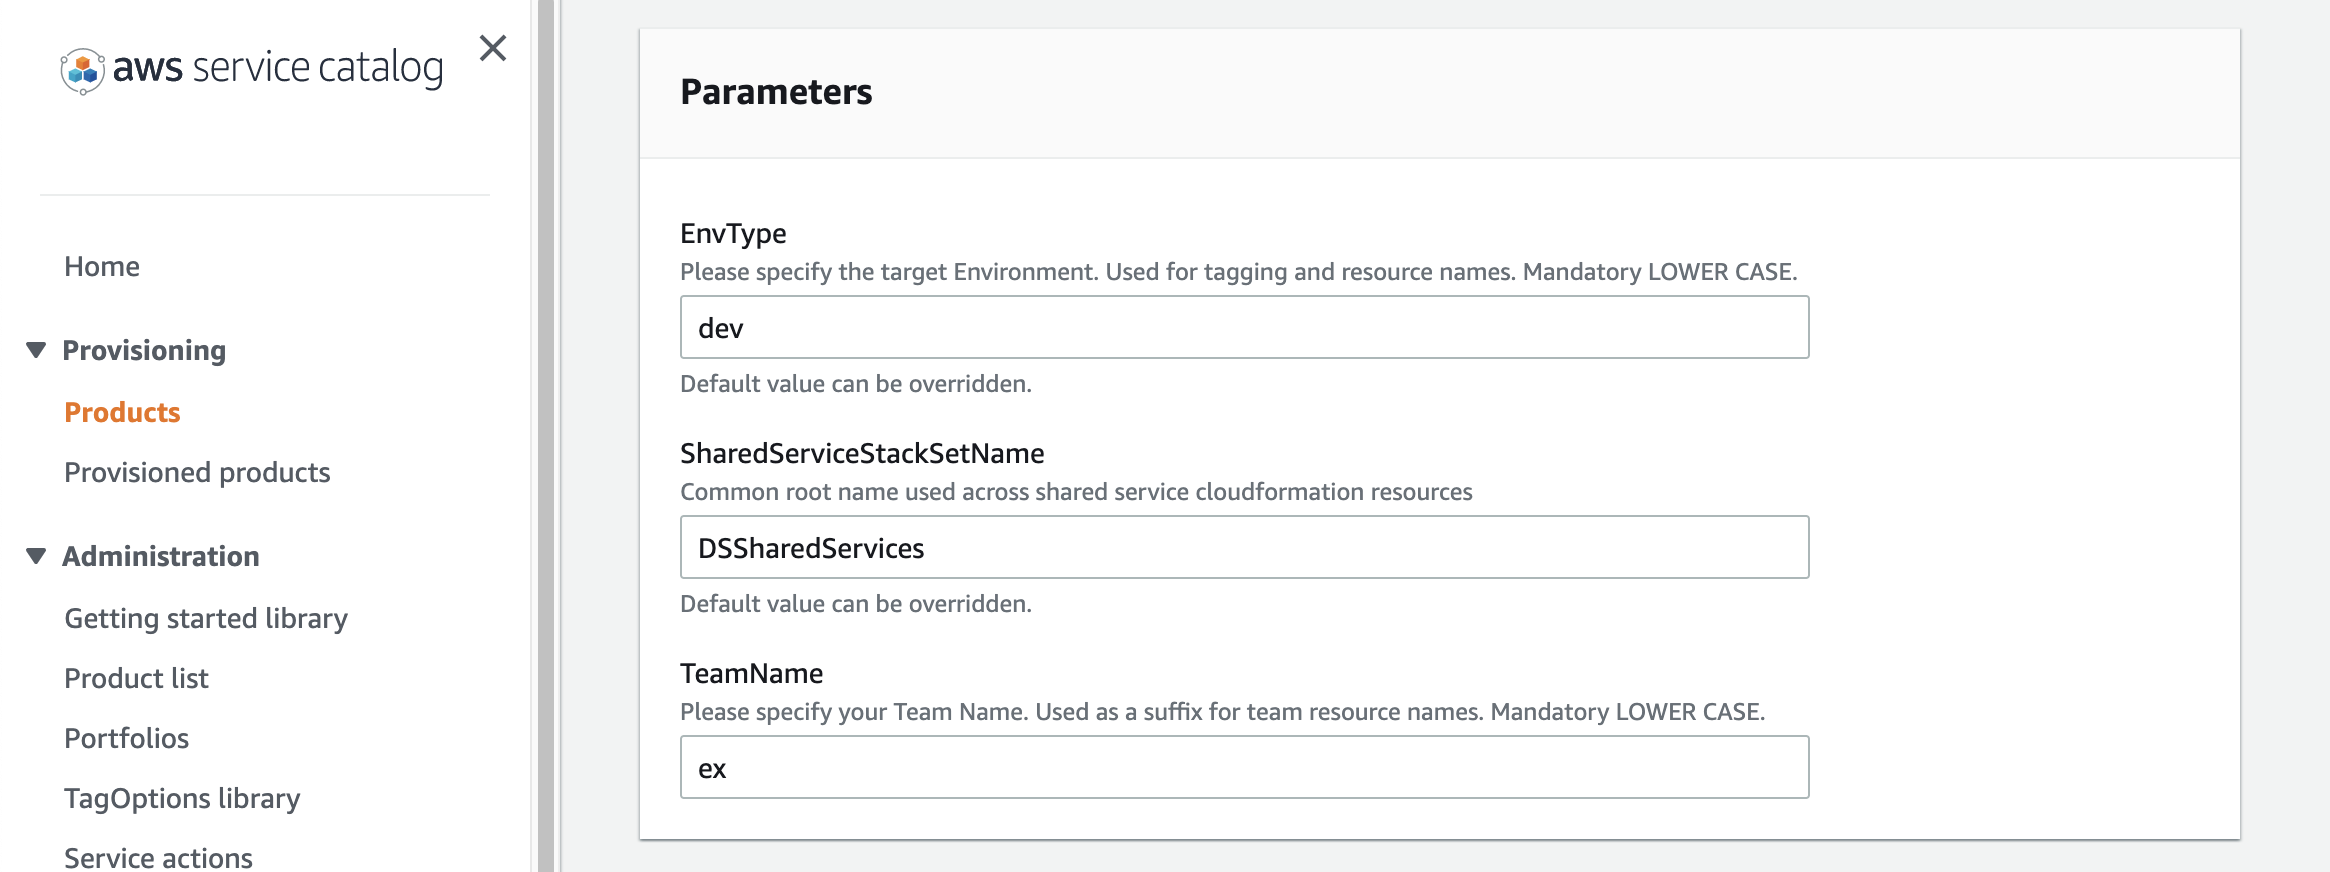 aws service catalog
Home
Provisioning
Products
Provisioned products
Administration
Getting started library
Product list
Portfolios
TagOptions library
Service actions
Parameters
EnvType
Please specify the target Environment. Used for tagging and resource names. Mandatory LOWER CASE.
dev
Default value can be overridden.
SharedServiceStackSetName
Common root name used across shared service cloudformation resources
DSSharedServices
Default value can be overridden.
TeamName
Please specify your Team Name. Used as a suffix for team resource names. Mandatory LOWER CASE.
ex